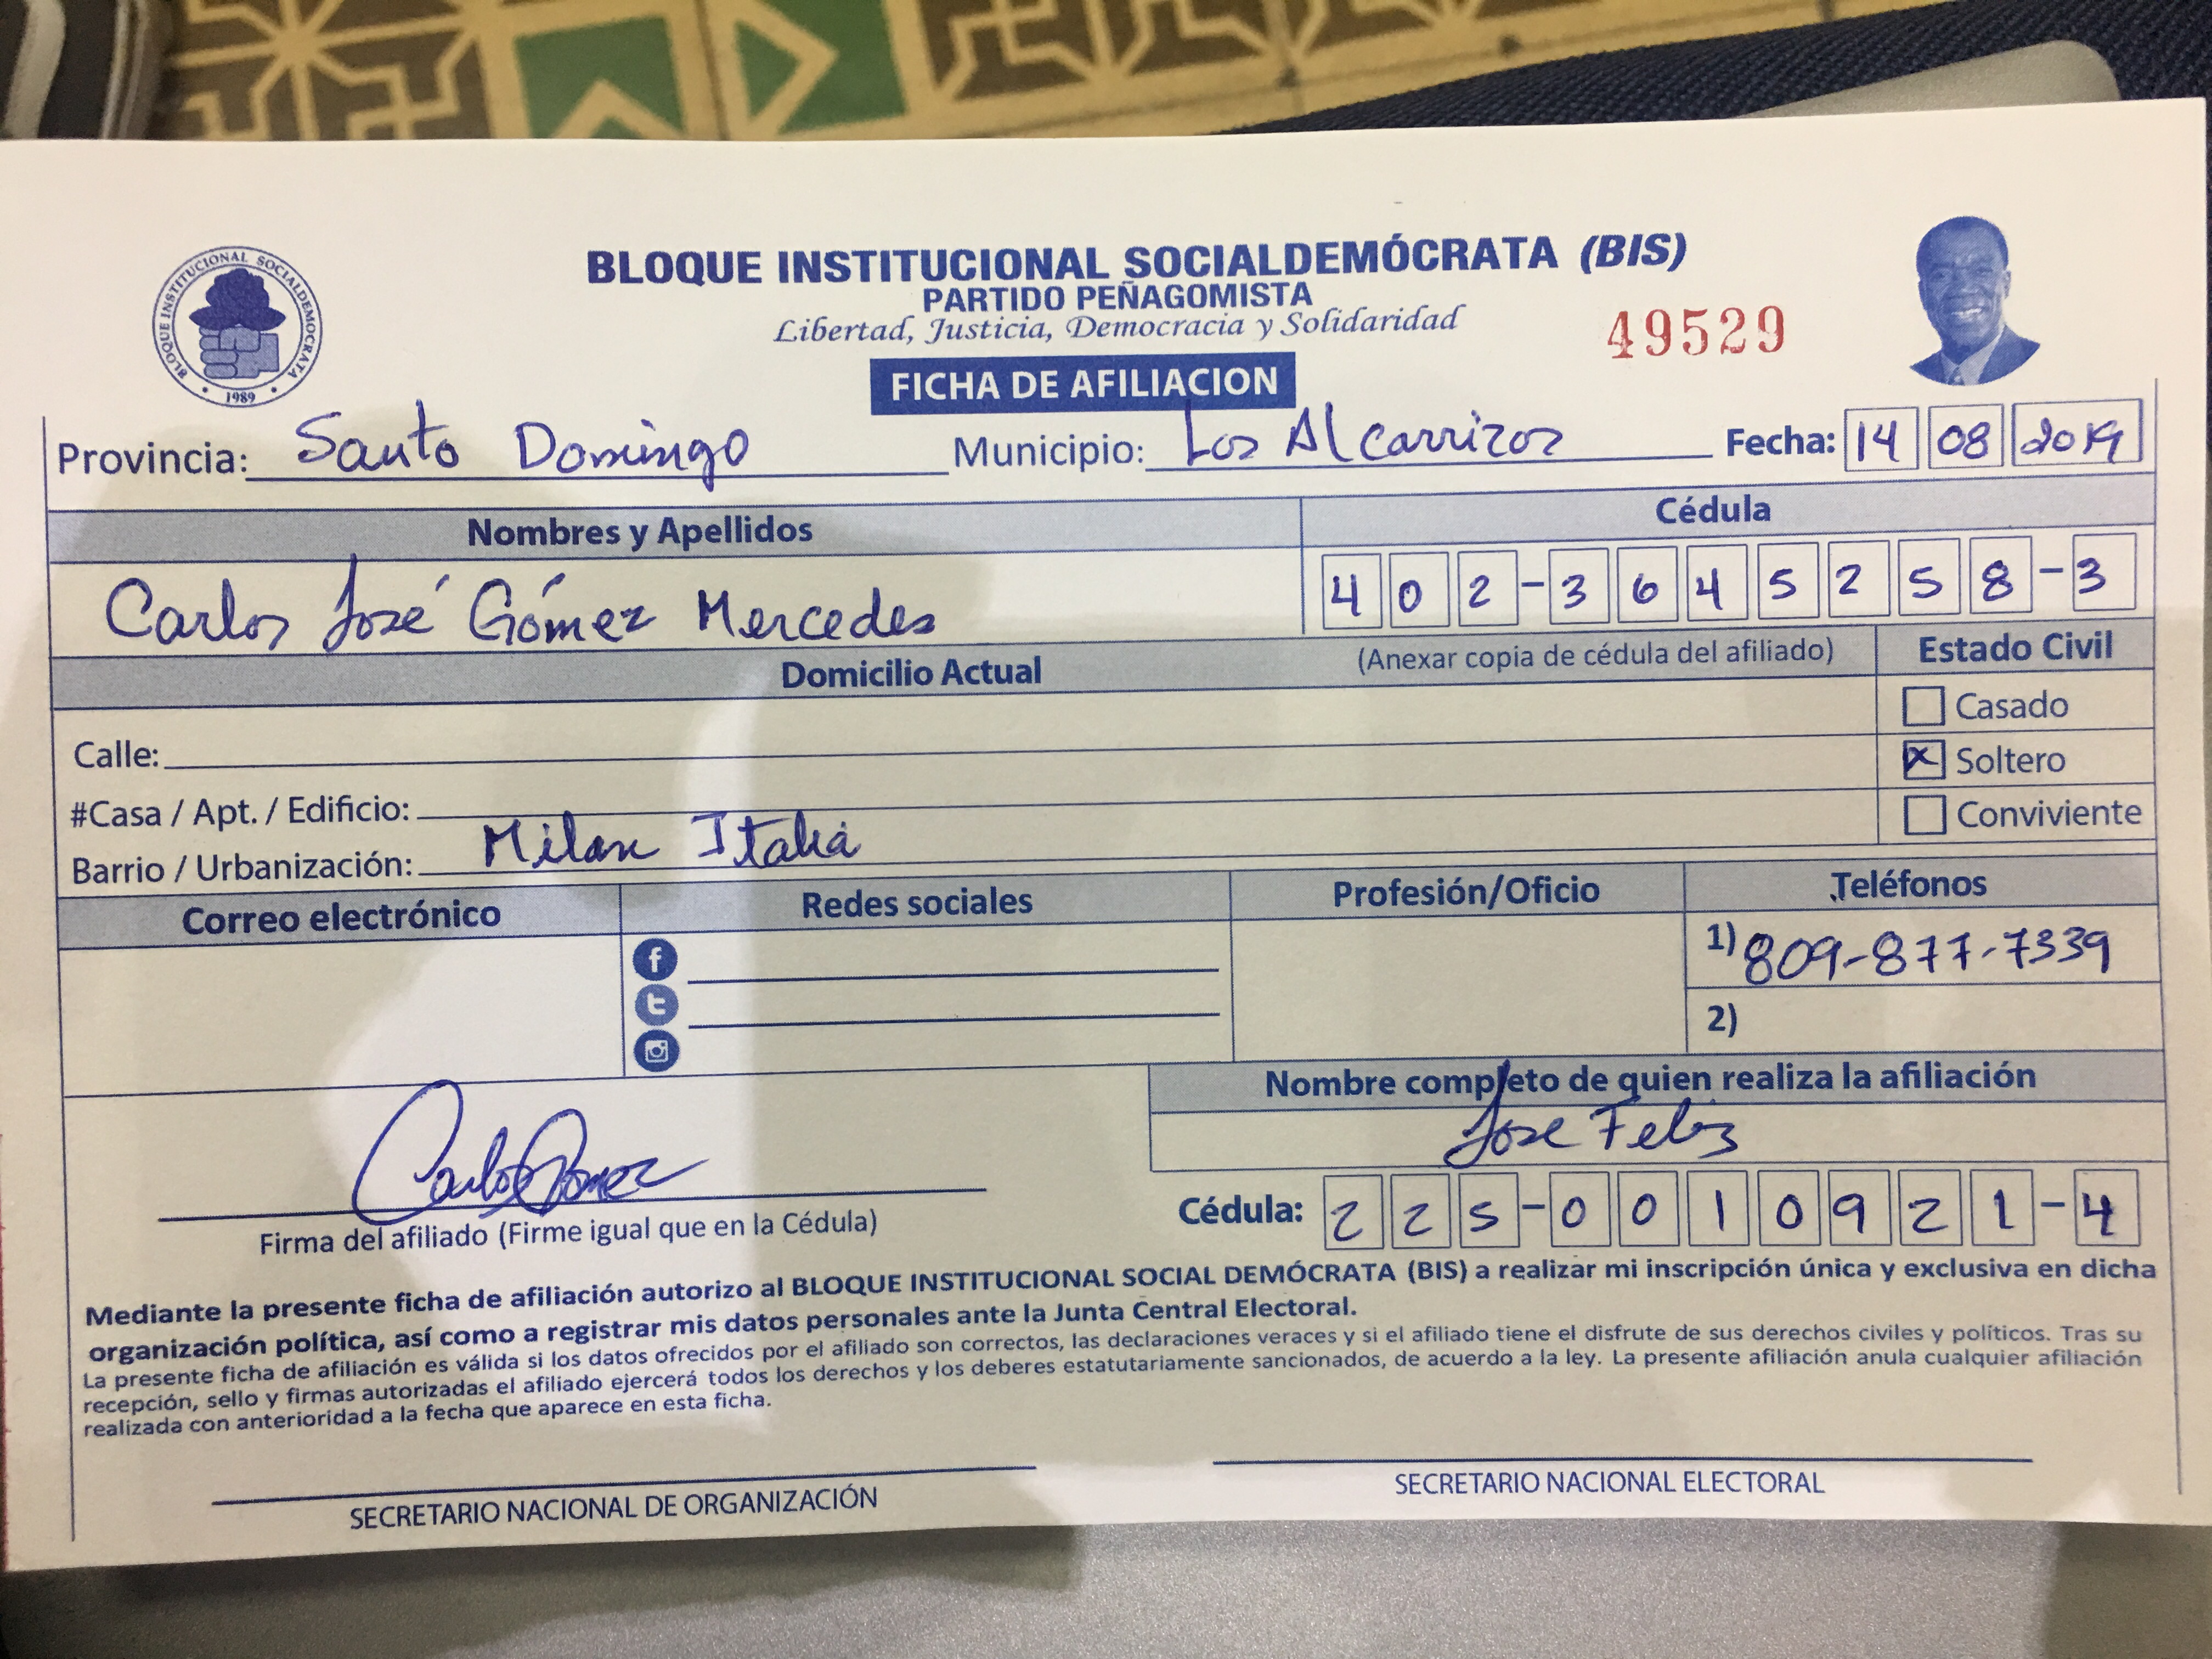 BLOQUE INSTITUCIONAL SOCIALDEMOCRATA
1989
BLOQUE INSTITUCIONAL SOCIALDEMÓCRATA (BIS)
PARTIDO PEÑAGOMISTA
Libertad, Justicia, Democracia y Solidaridad
49529
FICHA DE AFILIACION
Provincia: Santo Domingo Municipio: Los Alcarrizos Fecha: 14 08 2019
Nombres y Apellidos Cédula
Carlos José Gómez Mercedes 402-3645258-3
Domicilio Actual (Anexar copia de cédula del afiliado) Estado Civil
Casado
Calle:
X Soltero
#Casa / Apt. / Edificio:
Conviviente
Barrio / Urbanización: Milan Italia
Correo electrónico Redes sociales Profesión/Oficio Teléfonos
1) 809-877-7339
2)
Nombre completo de quien realiza la afiliación
Jose Feliz
Carlos Gomez
Cédula: 225-0010921-4
Firma del afiliado (Firme igual que en la Cédula)
Mediante la presente ficha de afiliación autorizo al BLOQUE INSTITUCIONAL SOCIAL DEMÓCRATA (BIS) a realizar mi inscripción única y exclusiva en dicha
organización política, así como a registrar mis datos personales ante la Junta Central Electoral.
La presente ficha de afiliación es válida si los datos ofrecidos por el afiliado son correctos, las declaraciones veraces y si el afiliado tiene el disfrute de sus derechos civiles y políticos. Tras su
recepción, sello y firmas autorizadas el afiliado ejercerá todos los derechos y los deberes estatutariamente sancionados, de acuerdo a la ley. La presente afiliación anula cualquier afiliación
realizada con anterioridad a la fecha que aparece en esta ficha.
SECRETARIO NACIONAL DE ORGANIZACIÓN SECRETARIO NACIONAL ELECTORAL